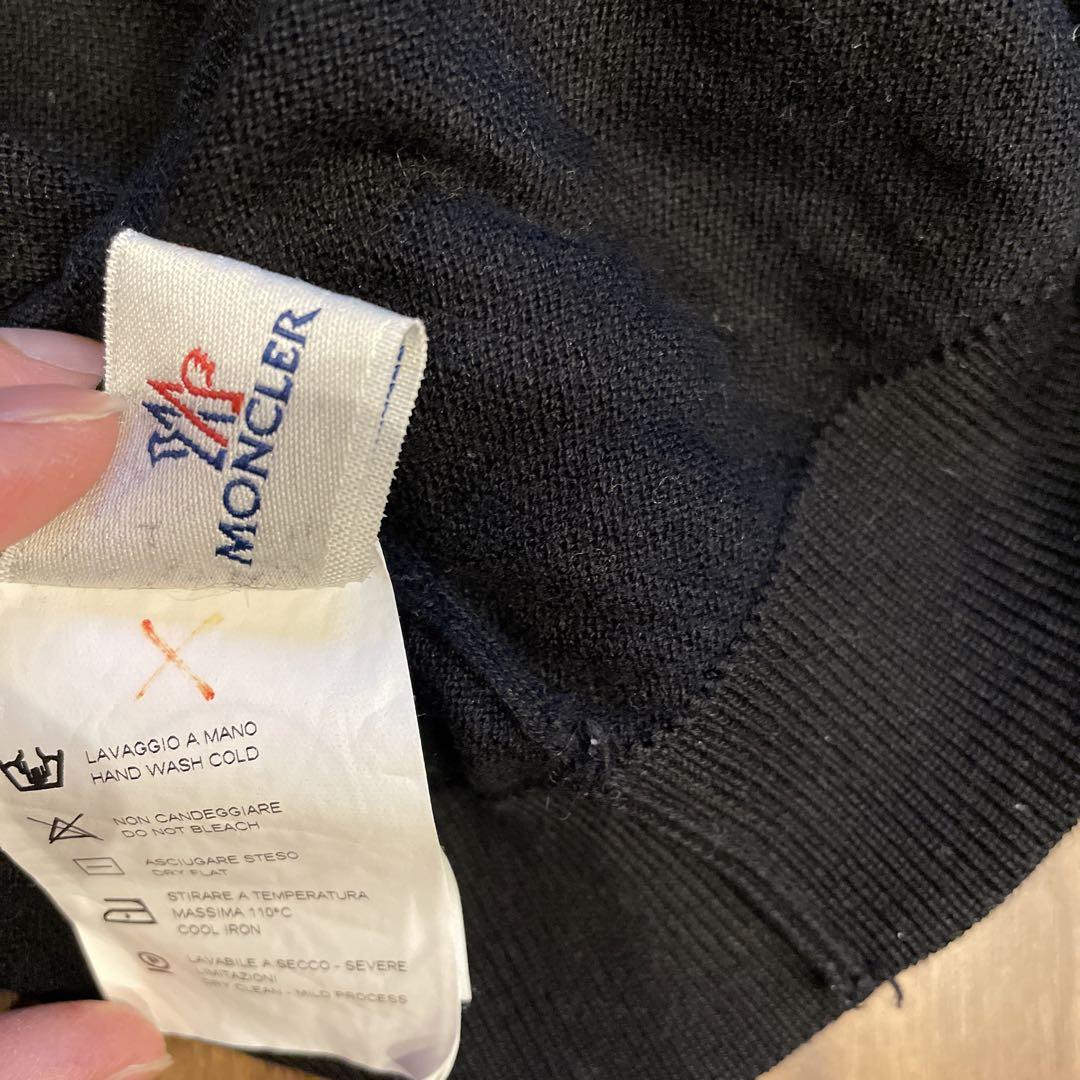 MONCLER
LAVAGGIO A MANO
HAND WASH COLD
NON CANDEGGIARE
DO NOT BLEACH
ASCIUGARE STESO
DRY FLAT
STIRARE A TEMPERATURA
MASSIMA 110°C
COOL IRON
LAVABILE A SECCO - SEVERE
LIMITAZIONI
DRY CLEAN - MILD PROCESS